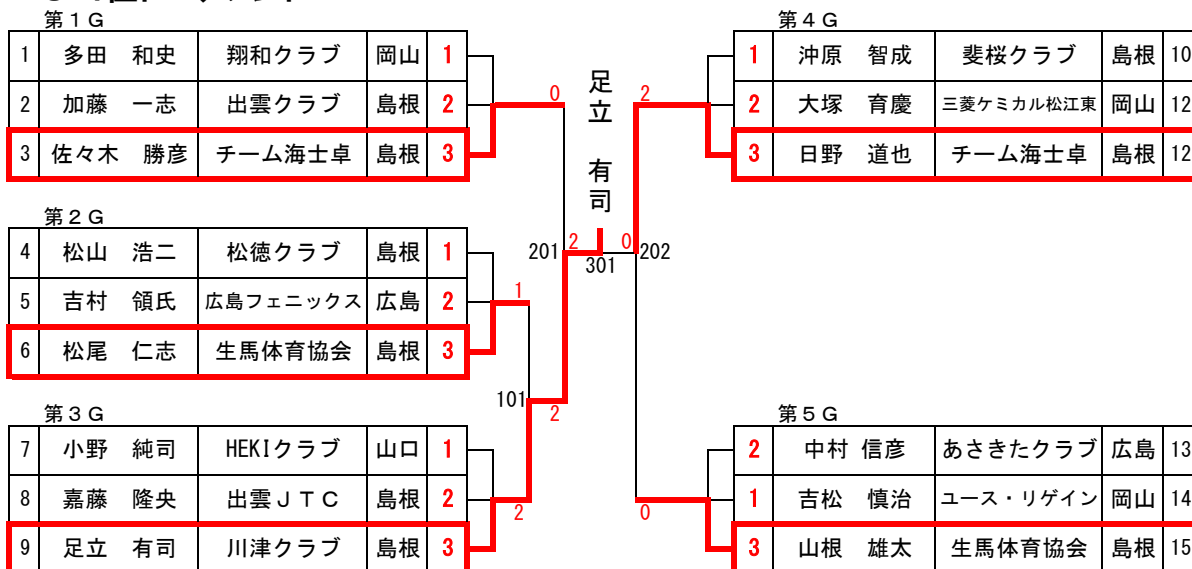 第１Ｇ
1 多田　和史 翔和クラブ 岡山 1
2 加藤　一志 出雲クラブ 島根 2
3 佐々木　勝彦 チーム海士卓 島根 3
第２Ｇ
4 松山　浩二 松徳クラブ 島根 1
5 吉村　領氏 広島フェニックス 広島 2
6 松尾　仁志 生馬体育協会 島根 3
第３Ｇ
7 小野　純司 HEKIクラブ 山口 1
8 嘉藤　隆央 出雲ＪＴＣ 島根 2
9 足立　有司 川津クラブ 島根 3
0
1
2
101
2
201
2
足立　有司
301
0
202
2
0
第４Ｇ
1 沖原　智成 斐桜クラブ 島根 10
2 大塚　育慶 三菱ケミカル松江東 岡山 12
3 日野　道也 チーム海士卓 島根 12
第５Ｇ
2 中村 信彦 あさきたクラブ 広島 13
1 吉松　慎治 ユース・リゲイン 岡山 14
3 山根　雄太 生馬体育協会 島根 15